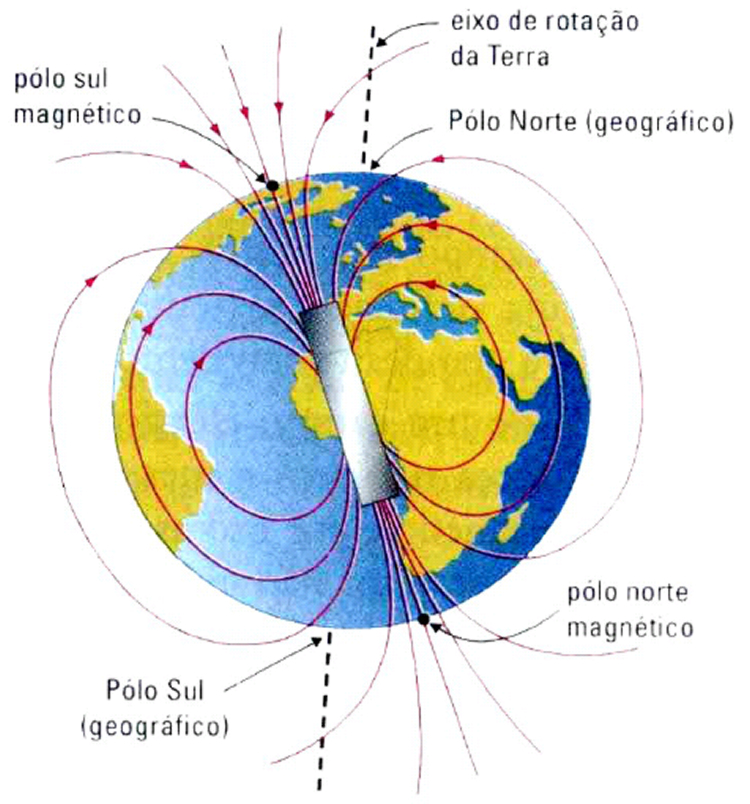 eixo de rotação
da Terra
pólo sul
magnético
Pólo Norte (geográfico)
pólo norte
magnético
Pólo Sul
(geográfico)